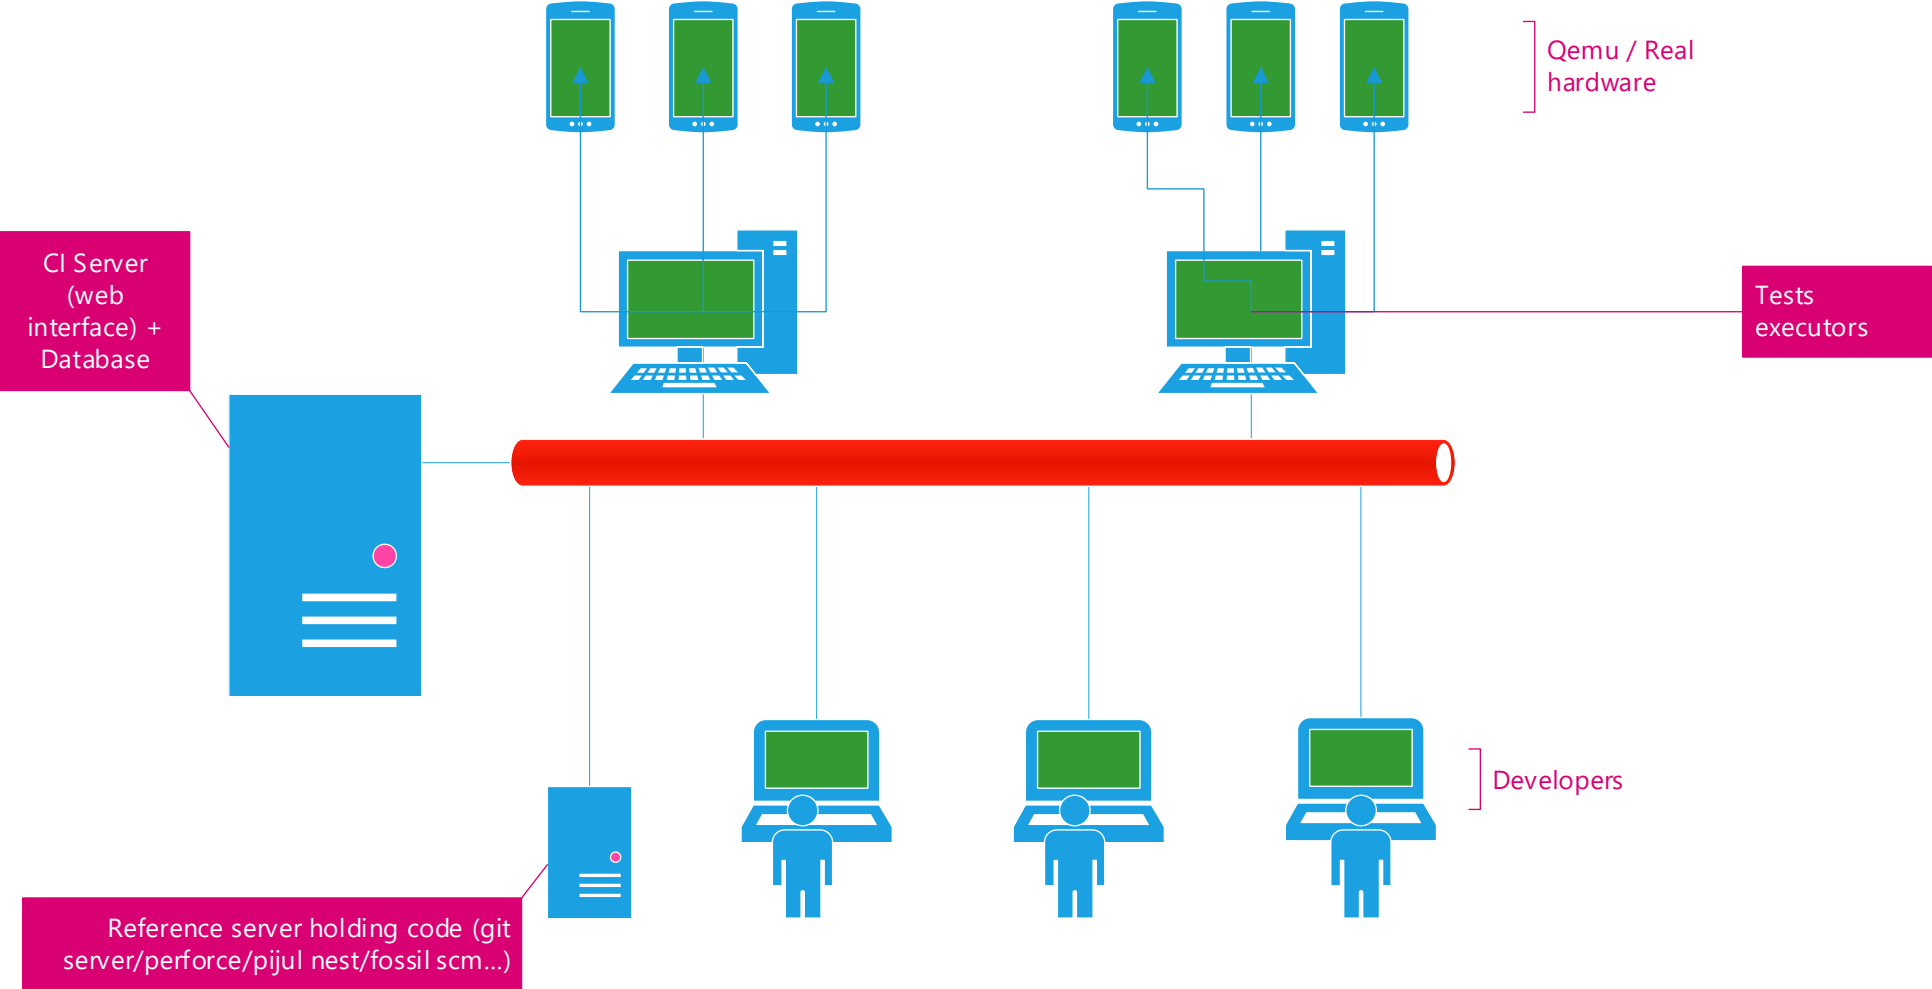 Qemu / Real
hardware
CI Server
(web
interface) +
Database
Tests
executors
Developers
Reference server holding code (git
server/perforce/pijul nest/fossil scm...)